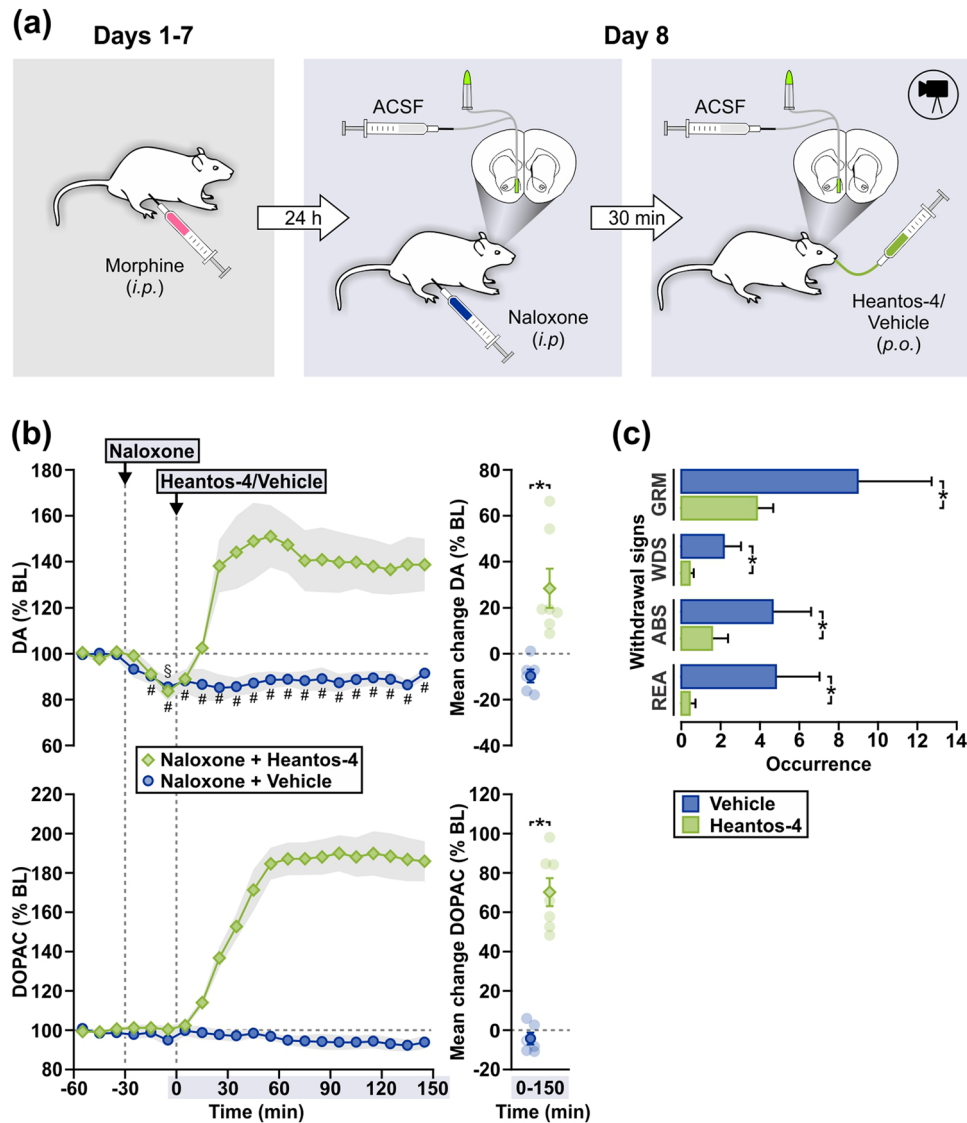 (a)
Days 1-7
Day 8
ACSF
ACSF
24 h
30 min
Morphine
(i.p.)
Naloxone
(i.p)
Heantos-4/
Vehicle
(p.o.)
(b)
Naloxone
Heantos-4/Vehicle
180
160
140
120
100
80
60
DA (% BL)
§
# # # # # # # # # # # # # # # # #
80
60
40
20
0
-20
-40
Mean change DA (% BL)
*
Naloxone + Heantos-4
Naloxone + Vehicle
220
200
180
160
140
120
100
80
DOPAC (% BL)
-60 -30 0 30 60 90 120 150
Time (min)
120
100
80
60
40
20
0
-20
Mean change DOPAC (% BL)
*
0-150
Time (min)
(c)
Withdrawal signs
GRM
*
WDS
*
ABS
*
REA
*
0 2 4 6 8 10 12 14
Occurrence
Vehicle
Heantos-4